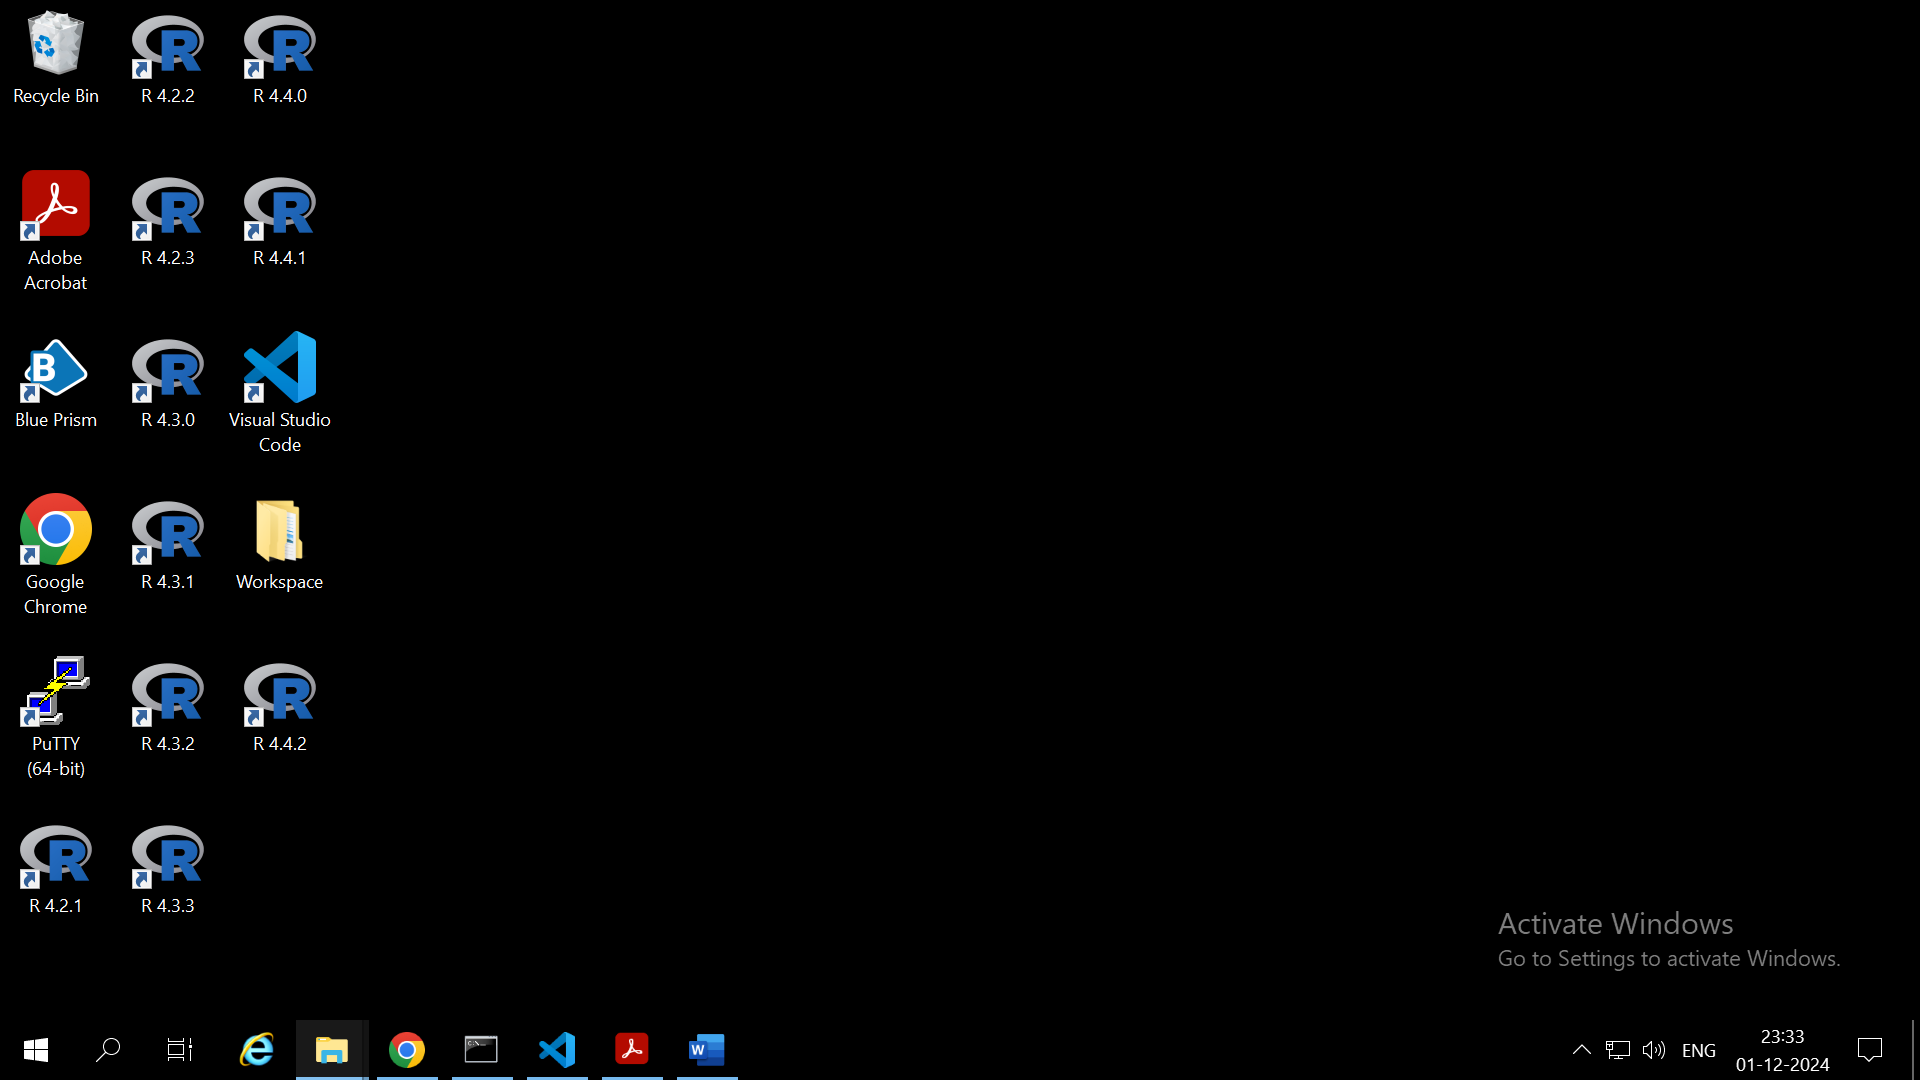 Recycle Bin
R 4.2.2
R 4.4.0
Adobe
Acrobat
R 4.2.3
R 4.4.1
Blue Prism
R 4.3.0
Visual Studio
Code
Google
Chrome
R 4.3.1
Workspace
PuTTY
(64-bit)
R 4.3.2
R 4.4.2
R 4.2.1
R 4.3.3
Activate Windows
Go to Settings to activate Windows.
ENG
23:33
01-12-2024